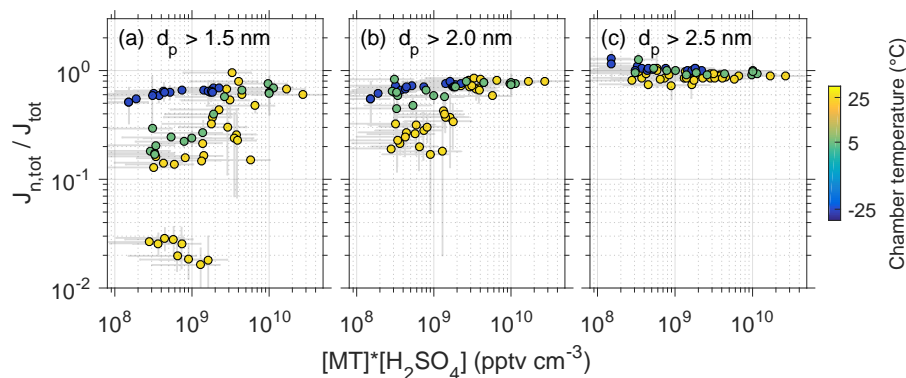 (a) d_p > 1.5 nm
(b) d_p > 2.0 nm
(c) d_p > 2.5 nm
10^0
10^-1
10^-2
J_n,tot / J_tot
10^8 10^9 10^10
10^8 10^9 10^10
10^8 10^9 10^10
[MT]*[H_2SO_4] (pptv cm^-3)
25
5
-25
Chamber temperature (°C)